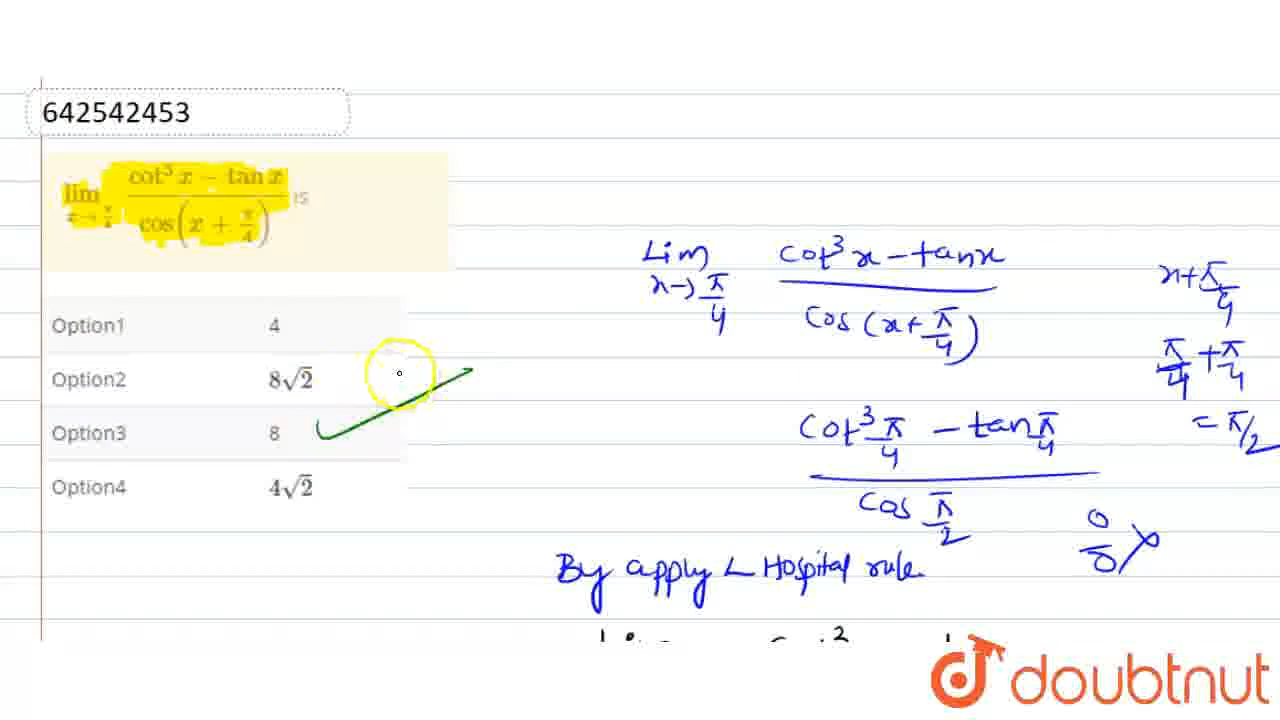 642542453
lim x→π/4 cot³ x − tan x / cos(x + π/4) is
Option1 4
Option2 8√2
Option3 8
Option4 4√2
Lim x→π/4 cot³x − tanx / cos (x+π/4)
x+π/4
π/4 + π/4
= π/2
cot³ π/4 − tan π/4 / cos π/2
0/0
By apply L Hospital rule.
doubtnut